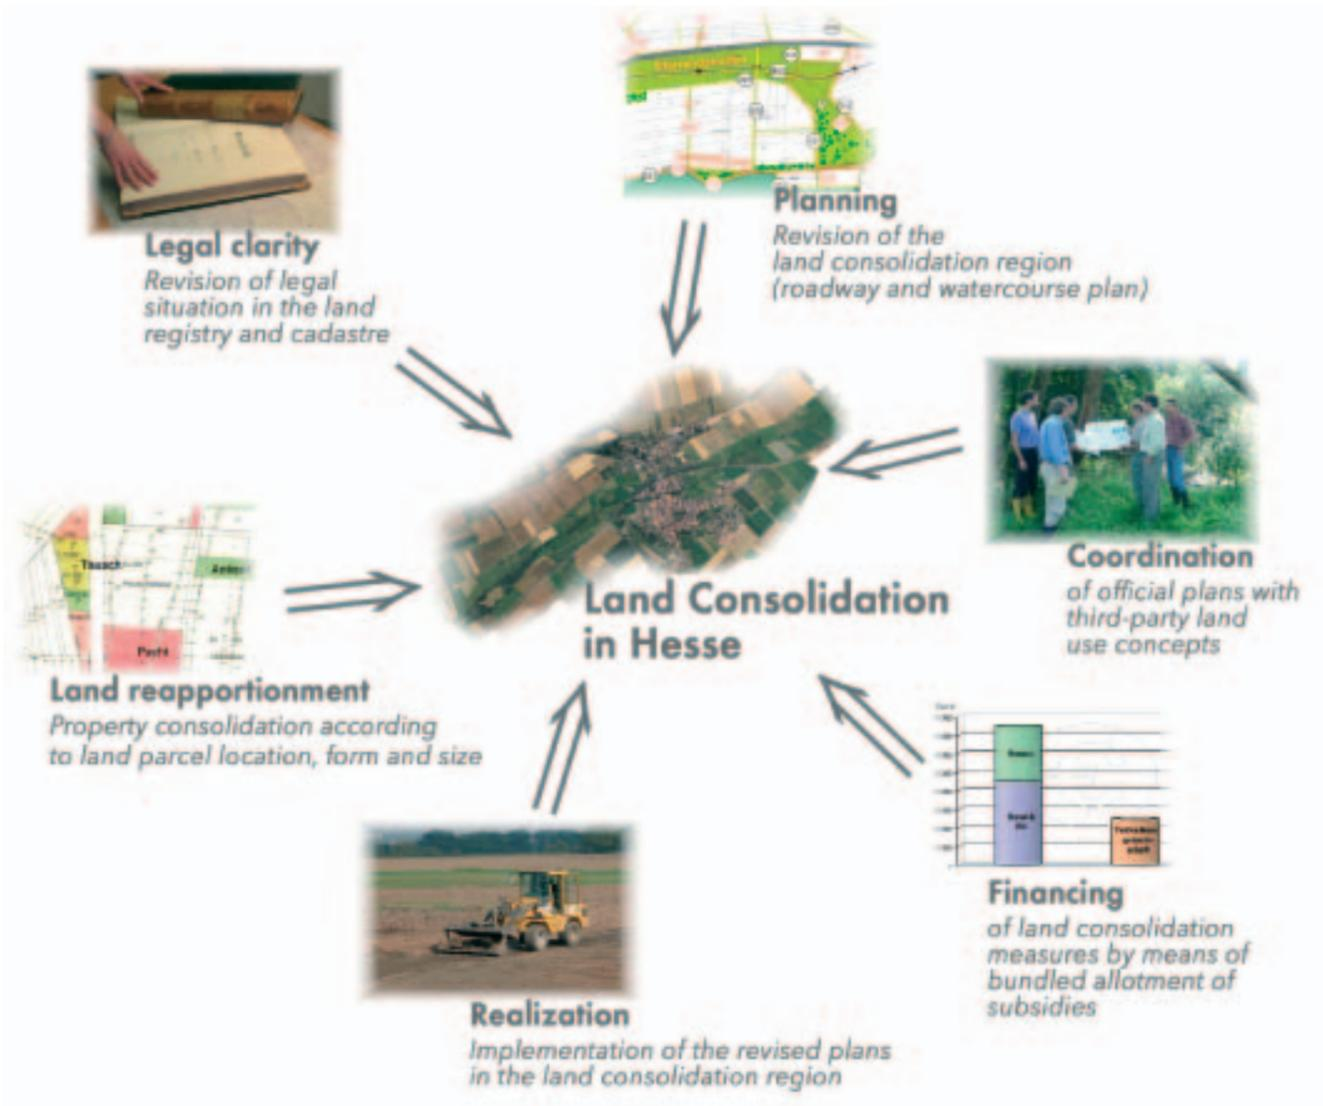 Planning
Revision of the
land consolidation region
(roadway and watercourse plan)
Legal clarity
Revision of legal
situation in the land
registry and cadastre
Coordination
of official plans with
third-party land
use concepts
Land Consolidation
in Hesse
Tausch
Pacht
Land reapportionment
Property consolidation according
to land parcel location, form and size
Financing
of land consolidation
measures by means of
bundled allotment of
subsidies
Realization
Implementation of the revised plans
in the land consolidation region